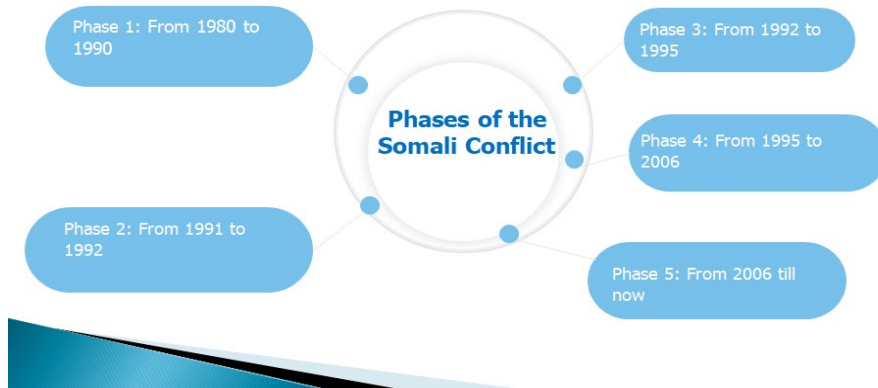 Phase 1: From 1980 to
1990
Phase 2: From 1991 to
1992
Phases of the
Somali Conflict
Phase 3: From 1992 to
1995
Phase 4: From 1995 to
2006
Phase 5: From 2006 till
now